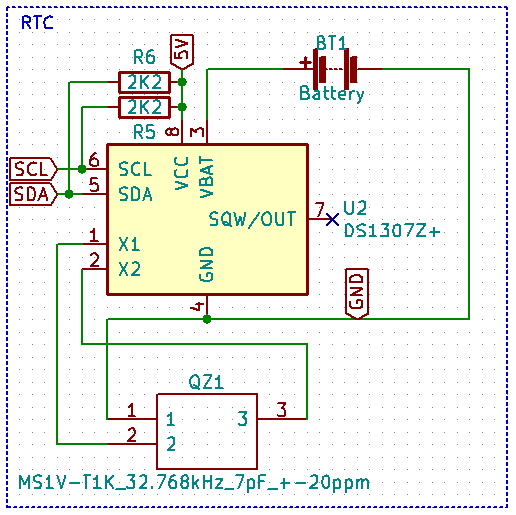 RTC
5V
BT1
+
Battery
R6
2K2
2K2
R5
8
3
VCC
VBAT
SCL
6
SCL
SDA
5
SDA
SQW/OUT
7
U2
DS1307Z+
1
X1
2
X2
GND
4
GND
QZ1
1
1
3
3
2
2
MS1V-T1K_32.768kHz_7pF_+-20ppm